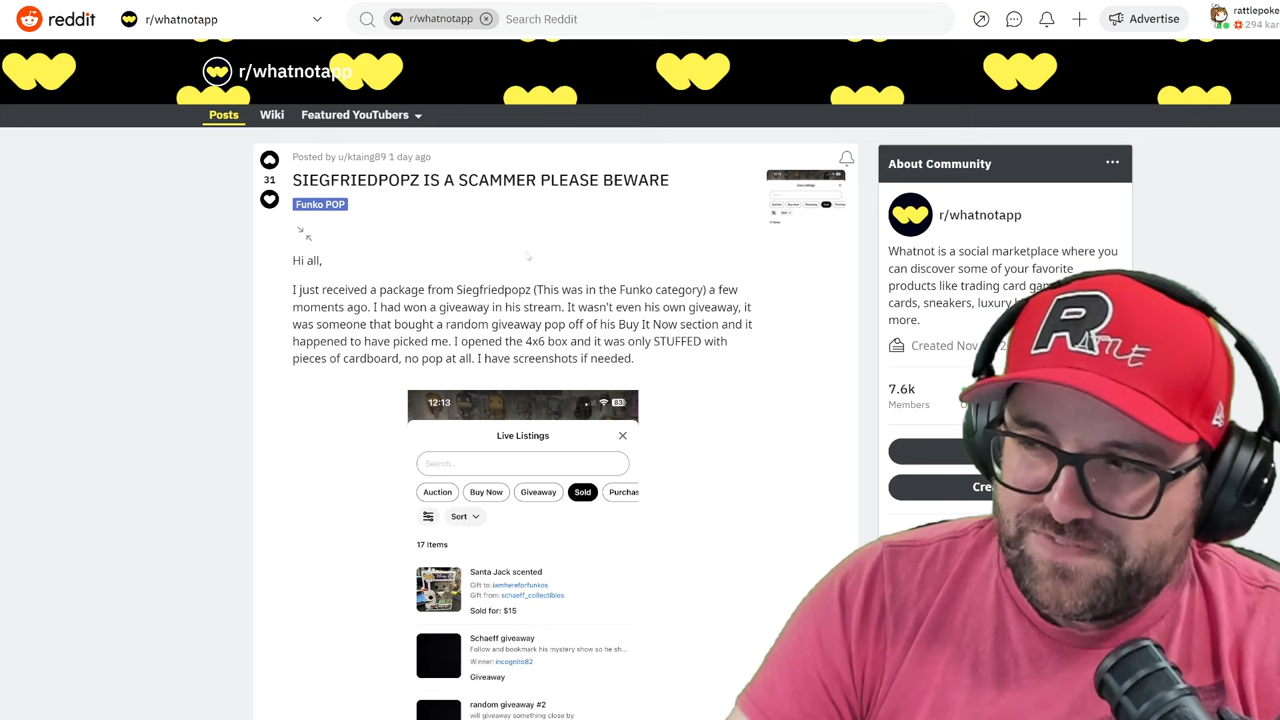 reddit
r/whatnotapp
r/whatnotapp
Search Reddit
Advertise
rattlepoke
294 kar
r/whatnotapp
Posts
Wiki
Featured YouTubers
Posted by u/ktaing89 1 day ago
31
SIEGFRIEDPOPZ IS A SCAMMER PLEASE BEWARE
Funko POP
Hi all,
I just received a package from Siegfriedpopz (This was in the Funko category) a few
moments ago. I had won a giveaway in his stream. It wasn't even his own giveaway, it
was someone that bought a random giveaway pop off of his Buy It Now section and it
happened to have picked me. I opened the 4x6 box and it was only STUFFED with
pieces of cardboard, no pop at all. I have screenshots if needed.
12:13
83
Live Listings
Search...
Auction
Buy Now
Giveaway
Sold
Purchas
Sort
17 Items
Santa Jack scented
Gift to: iamhereforfunkos
Gift from: schaeff_collectibles
Sold for: $15
Schaeff giveaway
Follow and bookmark his mystery show so he sh...
Winner: incognito82
Giveaway
random giveaway #2
will giveaway something close by
About Community
r/whatnotapp
Whatnot is a social marketplace where you
can discover some of your favorite
products like trading card gam
cards, sneakers, luxury
more.
Created Nov
7.6k
Members
Cre
RATTLE